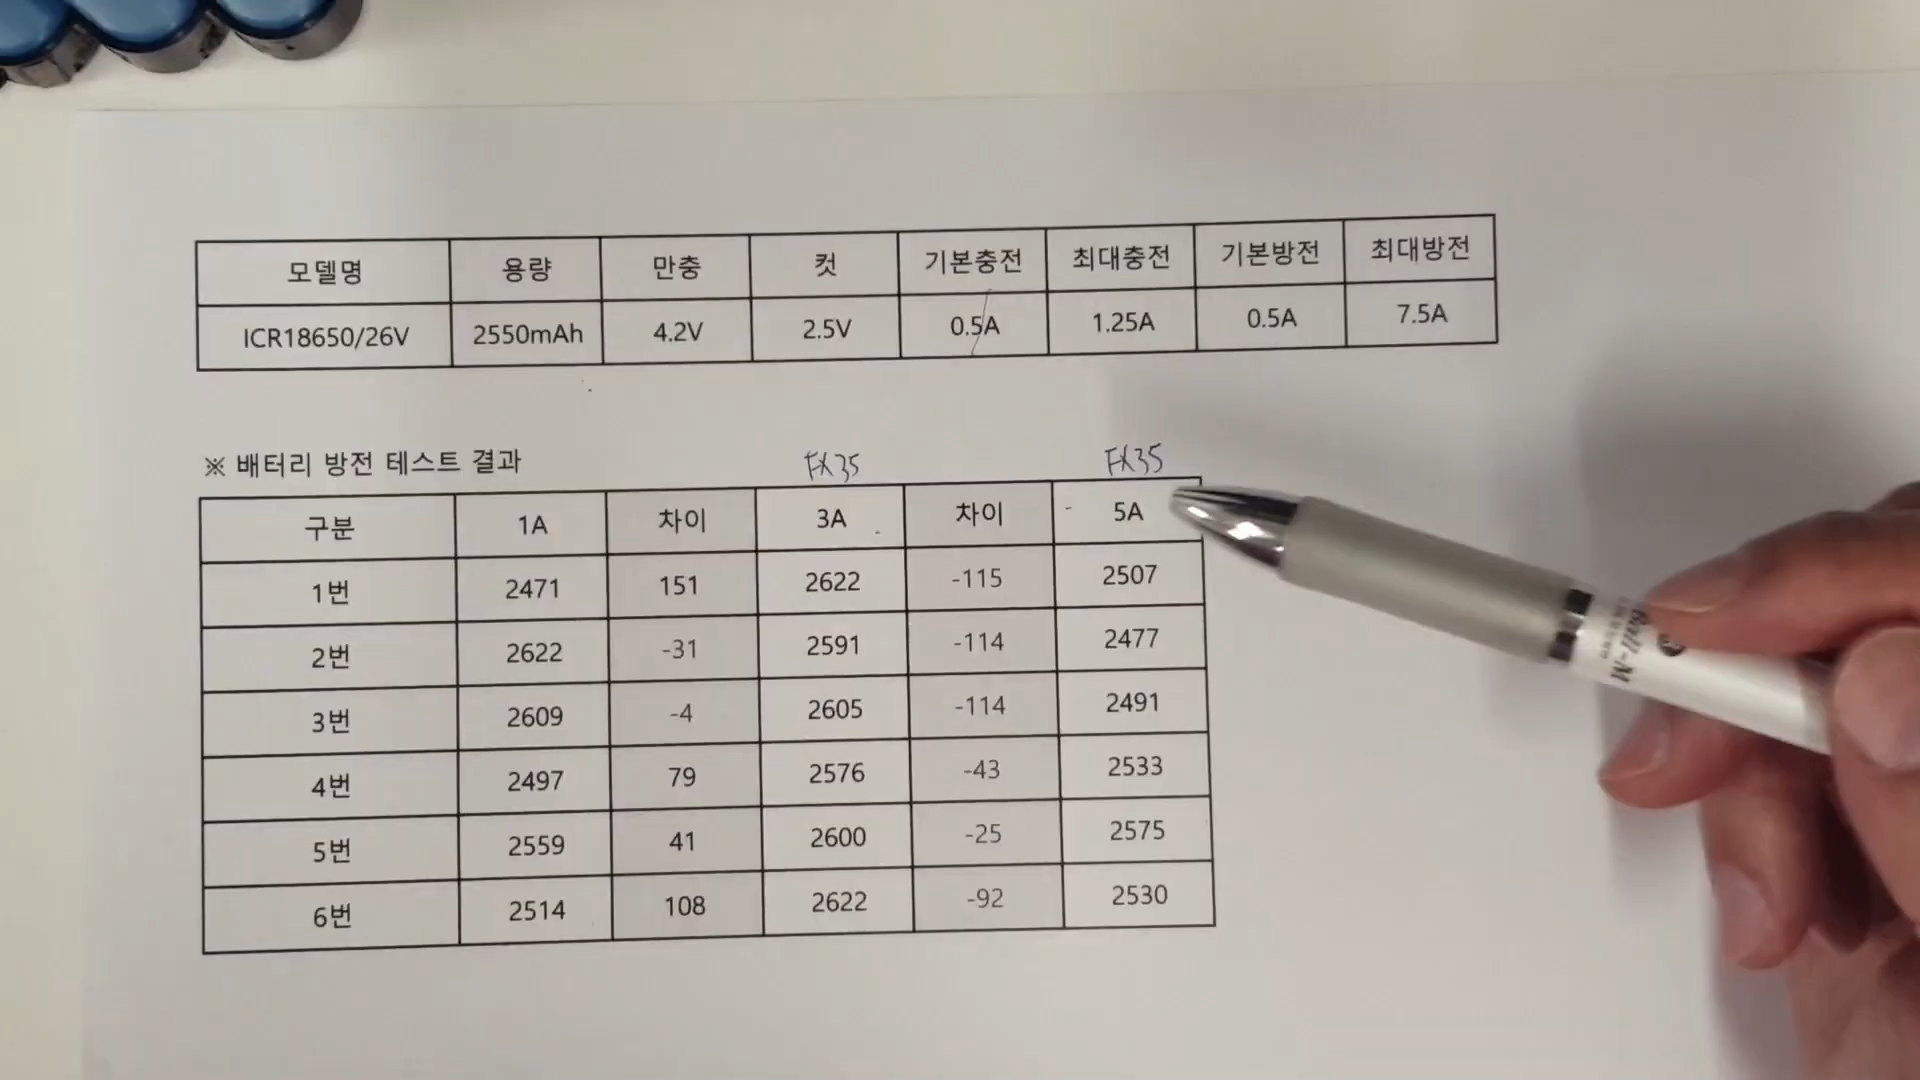 모델명 용량 만충 컷 기본충전 최대충전 기본방전 최대방전
ICR18650/26V 2550mAh 4.2V 2.5V 0.5A 1.25A 0.5A 7.5A
※ 배터리 방전 테스트 결과 FX35 FX35
구분 1A 차이 3A 차이 5A
1번 2471 151 2622 -115 2507
2번 2622 -31 2591 -114 2477
3번 2609 -4 2605 -114 2491
4번 2497 79 2576 -43 2533
5번 2559 41 2600 -25 2575
6번 2514 108 2622 -92 2530